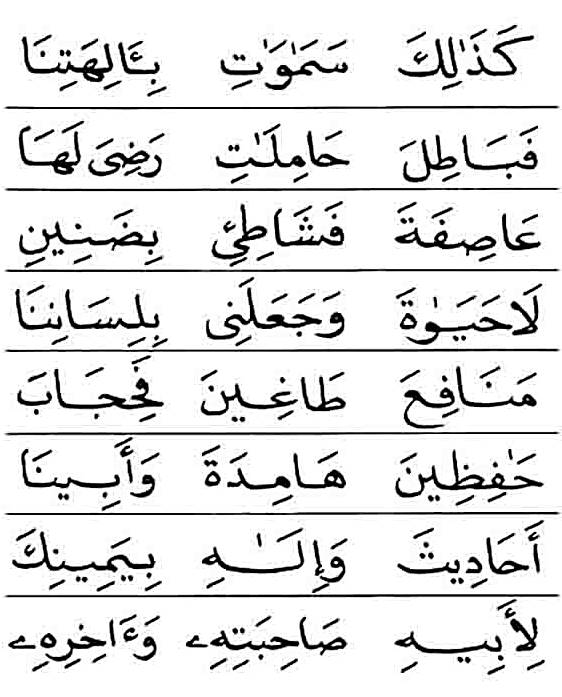 كَذَٰلِكَ سَمَٰوَٰتِ بِـَٔالِهَتِنَا
فَبَاطِلَ حَامِلَٰتِ رَضِىَ لَهَا
عَاصِفَةَ فَشَاطِئِ بِضَنِينِ
لَاحَيَوٰةَ وَجَعَلَنِى بِلِسَانِنَا
مَنَافِعَ طَاغِينَ فَحِجَابَ
حَٰفِظِينَ هَامِدَةَ وَأَبِينَا
أَحَادِيثَ وَإِلَٰهِ بِيَمِينِكَ
لِأَبِيهِ صَاحِبَتِهِۦ وَءَاخِرِهِۦ